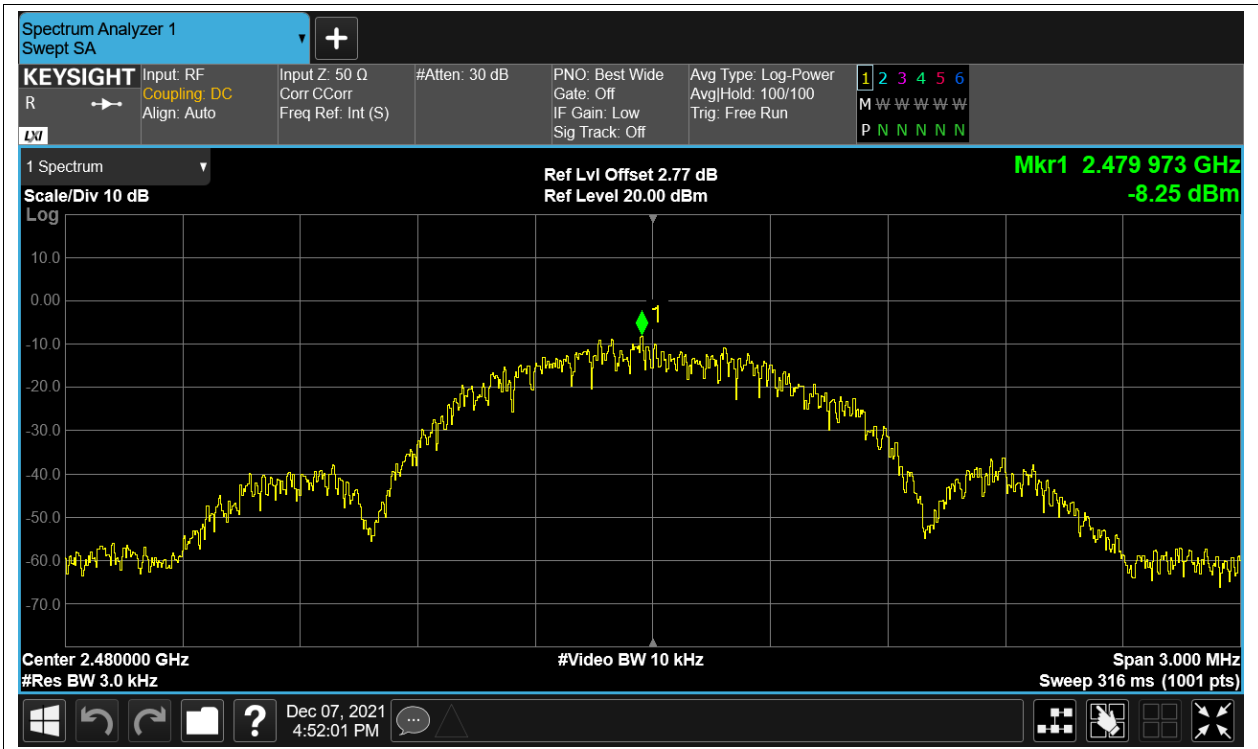 Spectrum Analyzer 1
Swept SA
KEYSIGHT
R
LXI
Input: RF
Coupling: DC
Align: Auto
Input Z: 50 Ω
Corr CCorr
Freq Ref: Int (S)
#Atten: 30 dB
PNO: Best Wide
Gate: Off
IF Gain: Low
Sig Track: Off
Avg Type: Log-Power
Avg|Hold: 100/100
Trig: Free Run
1 2 3 4 5 6
M W W W W W
P N N N N N
1 Spectrum
Scale/Div 10 dB
Log
Ref Lvl Offset 2.77 dB
Ref Level 20.00 dBm
Mkr1 2.479 973 GHz
-8.25 dBm
10.0
0.00
-10.0
-20.0
-30.0
-40.0
-50.0
-60.0
-70.0
1
Center 2.480000 GHz
#Res BW 3.0 kHz
#Video BW 10 kHz
Span 3.000 MHz
Sweep 316 ms (1001 pts)
?
Dec 07, 2021
4:52:01 PM